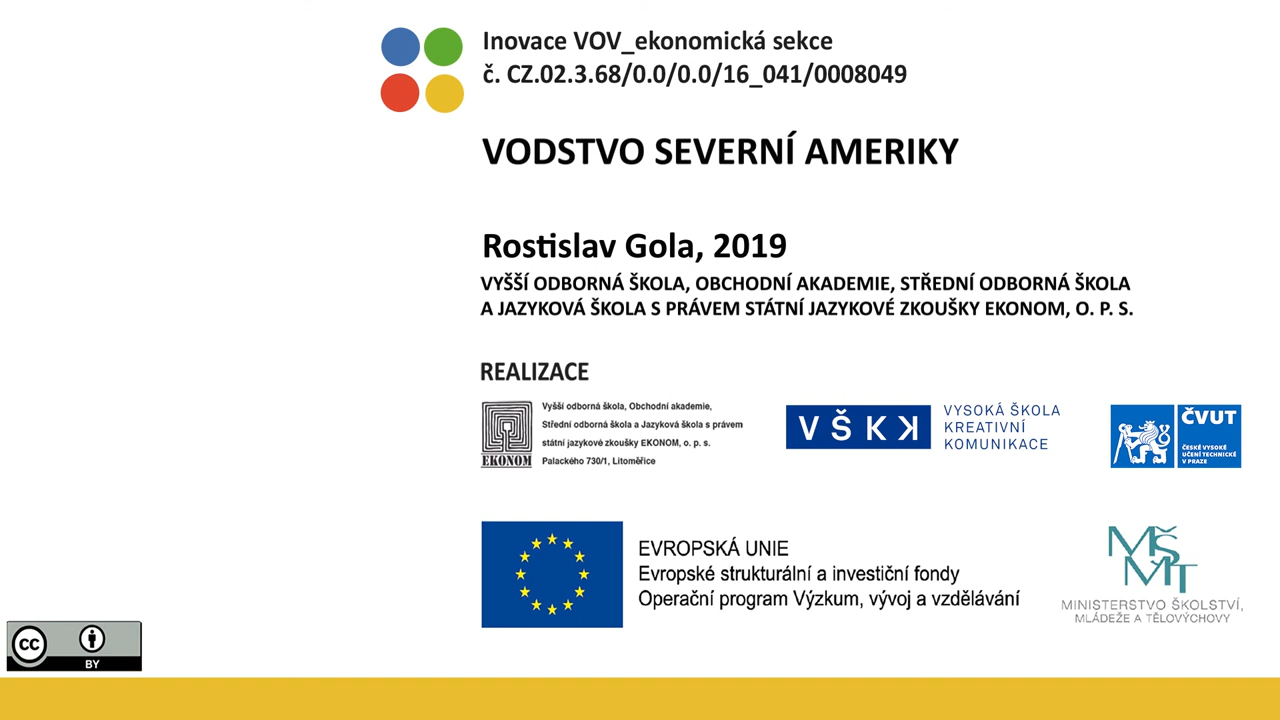 Inovace VOV_ekonomická sekce
č. CZ.02.3.68/0.0/0.0/16_041/0008049
VODSTVO SEVERNÍ AMERIKY
Rostislav Gola, 2019
VYŠŠÍ ODBORNÁ ŠKOLA, OBCHODNÍ AKADEMIE, STŘEDNÍ ODBORNÁ ŠKOLA
A JAZYKOVÁ ŠKOLA S PRÁVEM STÁTNÍ JAZYKOVÉ ZKOUŠKY EKONOM, O. P. S.
REALIZACE
EKONOM
Vyšší odborná škola, Obchodní akademie,
Střední odborná škola a Jazyková škola s právem
státní jazykové zkoušky EKONOM, o. p. s.
Palackého 730/1, Litoměřice
VŠKK
VYSOKÁ ŠKOLA
KREATIVNÍ
KOMUNIKACE
ČVUT
ČESKÉ VYSOKÉ
UČENÍ TECHNICKÉ
V PRAZE
EVROPSKÁ UNIE
Evropské strukturální a investiční fondy
Operační program Výzkum, vývoj a vzdělávání
MŠMT
MINISTERSTVO ŠKOLSTVÍ,
MLÁDEŽE A TĚLOVÝCHOVY
CC
BY